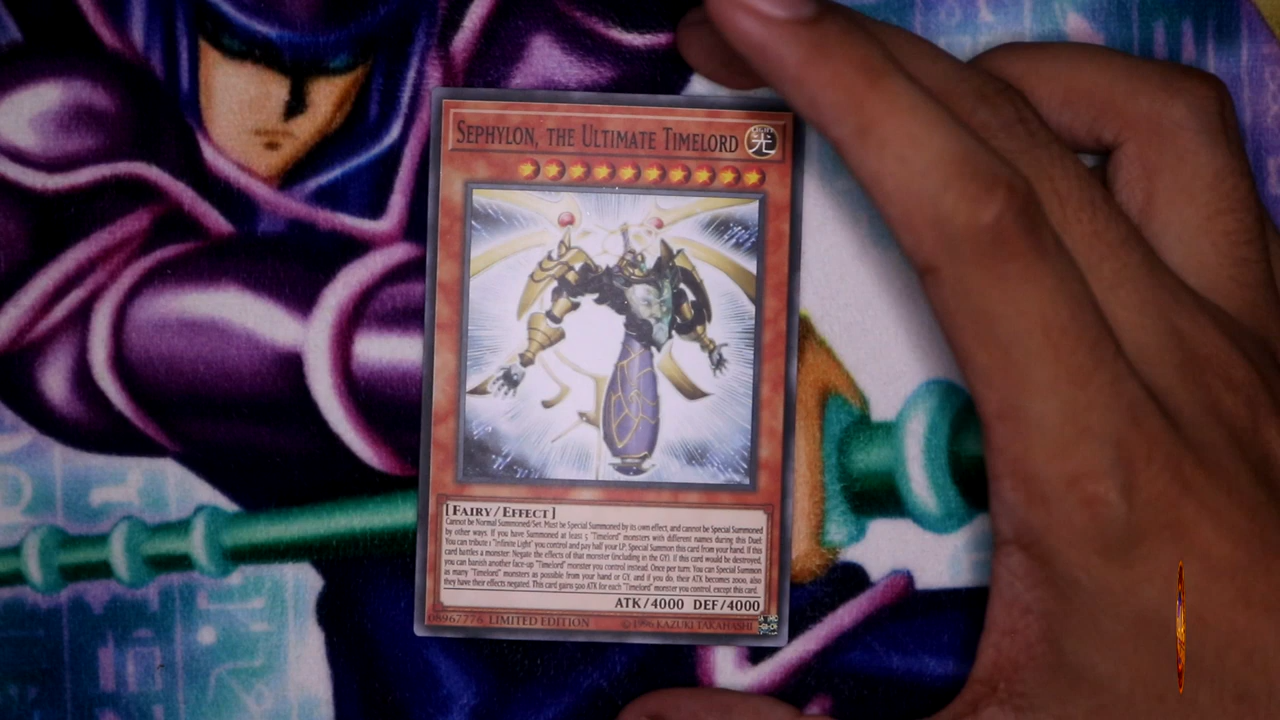 SEPHYLON, THE ULTIMATE TIMELORD
LIGHT
光
[FAIRY/EFFECT]
Cannot be Normal Summoned/Set. Must be Special Summoned by its own effect, and cannot be Special Summoned
by other ways. If you have Summoned at least 5 "Timelord" monsters with different names during this Duel:
You can tribute 1 "Infinite Light" you control and pay half your LP; Special Summon this card from your hand. If this
card battles a monster: Negate the effects of that monster (including in the GY). If this card would be destroyed,
you can banish another face-up "Timelord" monster you control instead. Once per turn: You can Special Summon
as many "Timelord" monsters as possible from your hand or GY, and if you do, their ATK becomes 2000, also
they have their effects negated. This card gains 500 ATK for each "Timelord" monster you control, except this card.
ATK/4000 DEF/4000
08967776 LIMITED EDITION ©1996 KAZUKI TAKAHASHI